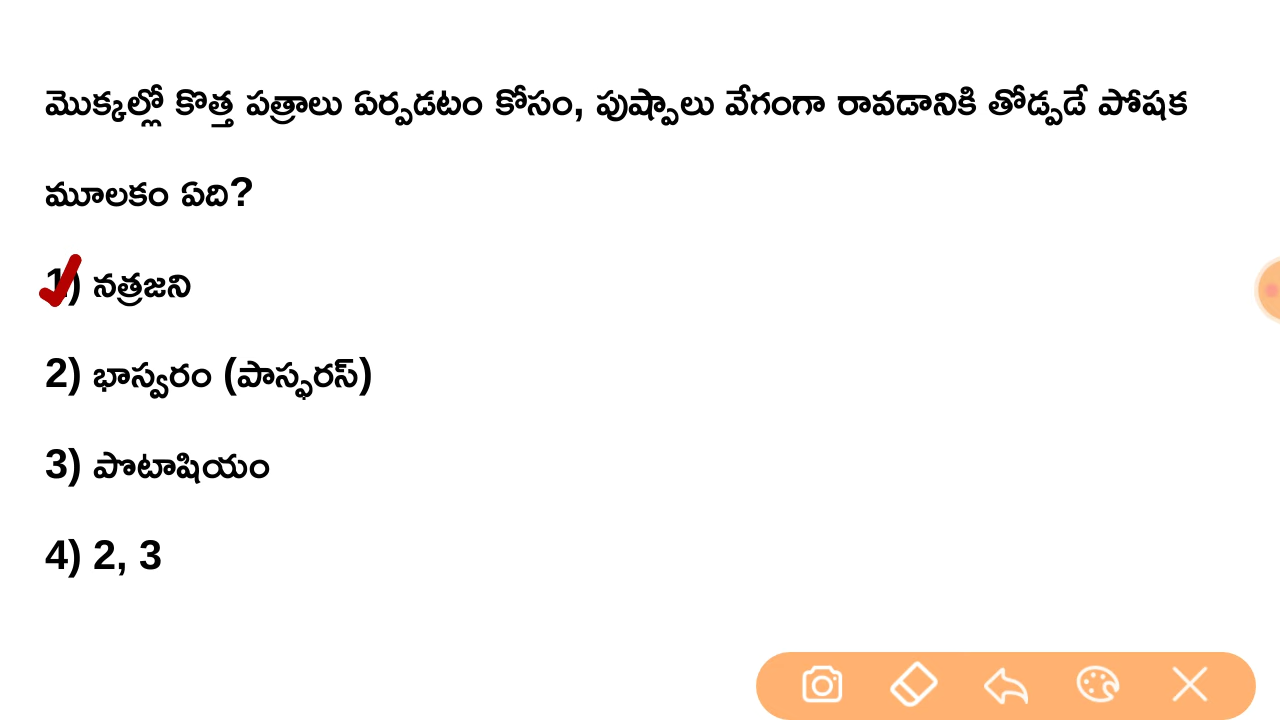 మొక్కల్లో కొత్త పత్రాలు ఏర్పడటం కోసం, పుష్పాలు వేగంగా రావడానికి తోడ్పడే పోషక
మూలకం ఏది?
1) నత్రజని
2) భాస్వరం (పాస్ఫరస్)
3) పొటాషియం
4) 2, 3